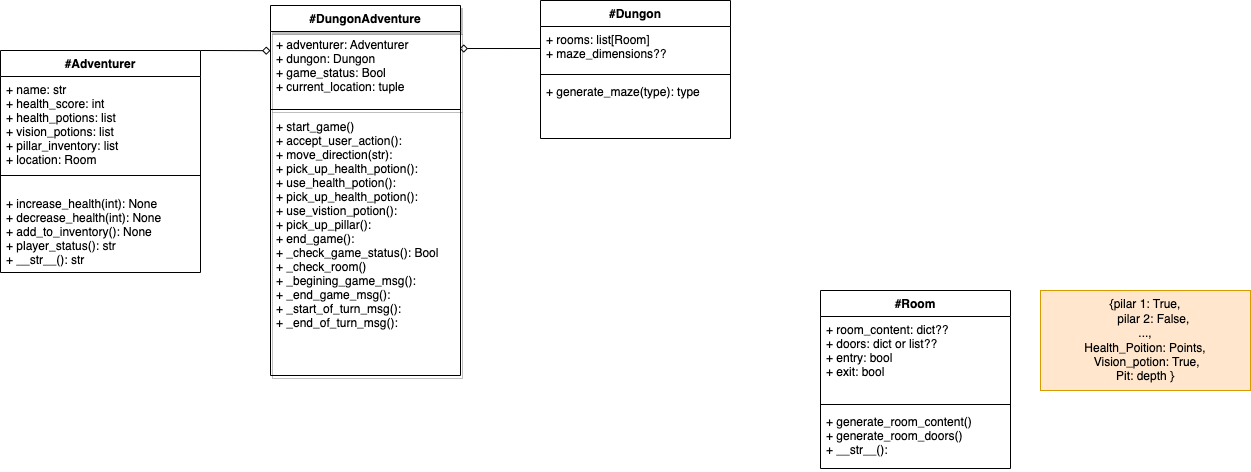 #Adventurer
+ name: str
+ health_score: int
+ health_potions: list
+ vision_potions: list
+ pillar_inventory: list
+ location: Room
+ increase_health(int): None
+ decrease_health(int): None
+ add_to_inventory(): None
+ player_status(): str
+ __str__(): str
#DungonAdventure
+ adventurer: Adventurer
+ dungon: Dungon
+ game_status: Bool
+ current_location: tuple
+ start_game()
+ accept_user_action():
+ move_direction(str):
+ pick_up_health_potion():
+ use_health_potion():
+ pick_up_health_potion():
+ use_vistion_potion():
+ pick_up_pillar():
+ end_game():
+ _check_game_status(): Bool
+ _check_room()
+ _begining_game_msg():
+ _end_game_msg():
+ _start_of_turn_msg():
+ _end_of_turn_msg():
#Dungon
+ rooms: list[Room]
+ maze_dimensions??
+ generate_maze(type): type
#Room
+ room_content: dict??
+ doors: dict or list??
+ entry: bool
+ exit: bool
+ generate_room_content()
+ generate_room_doors()
+ __str__():
{pilar 1: True,
pilar 2: False,
...,
Health_Poition: Points,
Vision_potion: True,
Pit: depth }